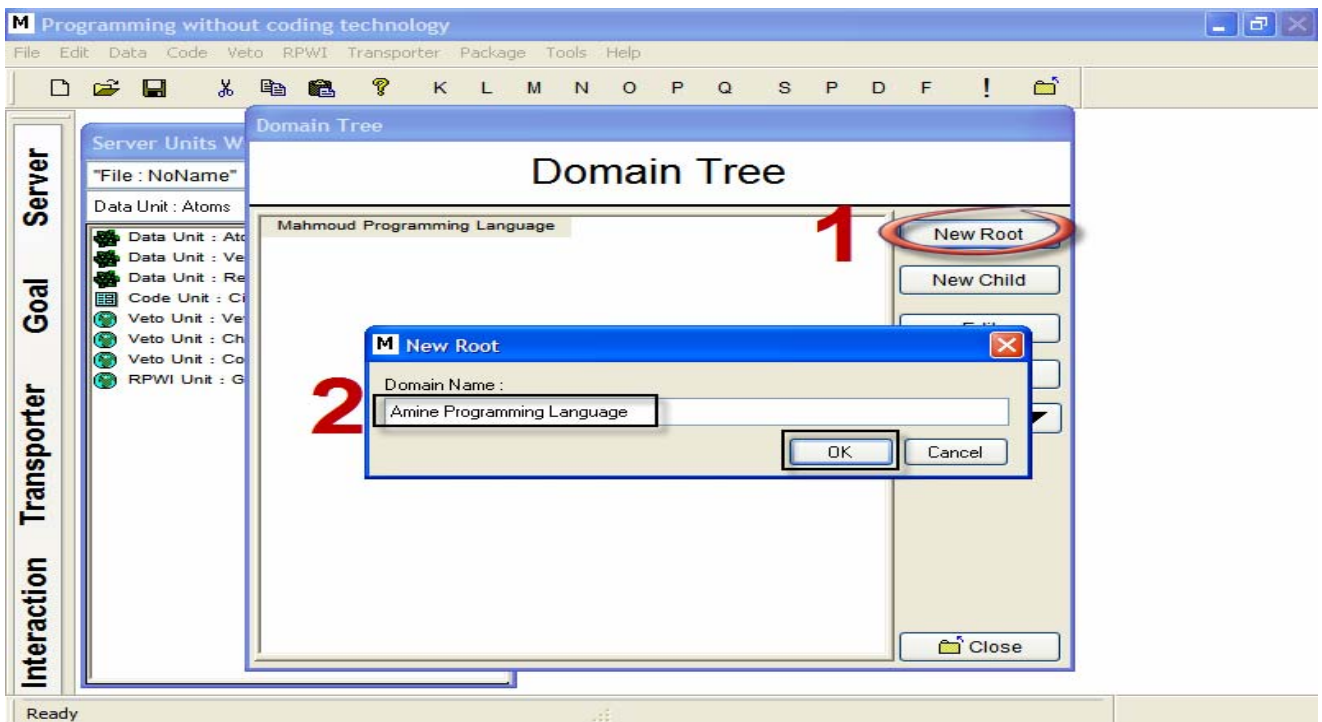 M Programming without coding technology
File Edit Data Code Veto RPWI Transporter Package Tools Help
K L M N O P Q S P D F !
Server
Goal
Transporter
Interaction
Server Units W
"File : NoName"
Data Unit : Atoms
Data Unit : Ato
Data Unit : Ve
Data Unit : Re
Code Unit : Ci
Veto Unit : Ve
Veto Unit : Ch
Veto Unit : Co
RPWI Unit : G
Domain Tree
Domain Tree
Mahmoud Programming Language
1
New Root
New Child
M New Root
Domain Name :
2
Amine Programming Language
OK Cancel
Close
Ready